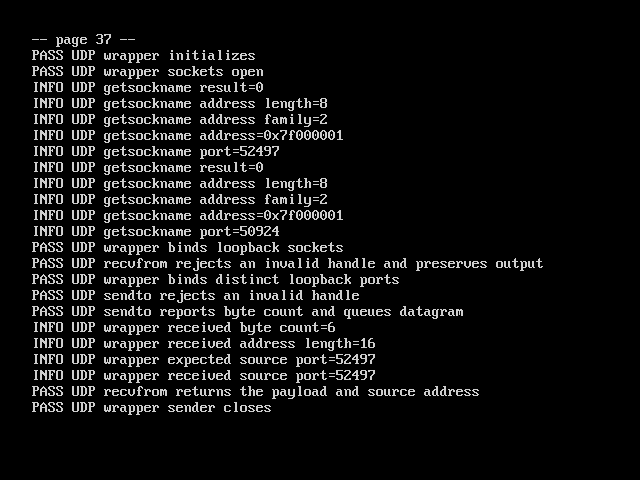 -- page 37 --
PASS UDP wrapper initializes
PASS UDP wrapper sockets open
INFO UDP getsockname result=0
INFO UDP getsockname address length=8
INFO UDP getsockname address family=2
INFO UDP getsockname address=0x7f000001
INFO UDP getsockname port=52497
INFO UDP getsockname result=0
INFO UDP getsockname address length=8
INFO UDP getsockname address family=2
INFO UDP getsockname address=0x7f000001
INFO UDP getsockname port=50924
PASS UDP wrapper binds loopback sockets
PASS UDP recvfrom rejects an invalid handle and preserves output
PASS UDP wrapper binds distinct loopback ports
PASS UDP sendto rejects an invalid handle
PASS UDP sendto reports byte count and queues datagram
INFO UDP wrapper received byte count=6
INFO UDP wrapper received address length=16
INFO UDP wrapper expected source port=52497
INFO UDP wrapper received source port=52497
PASS UDP recvfrom returns the payload and source address
PASS UDP wrapper sender closes